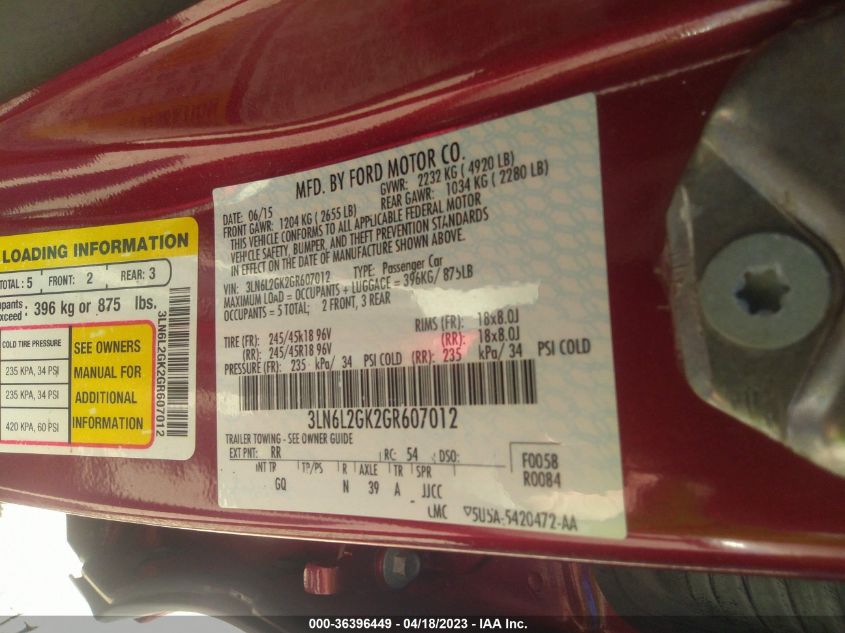 LOADING INFORMATION
TOTAL: 5 FRONT: 2 REAR: 3
396 kg or 875 lbs.
COLD TIRE PRESSURE
235 KPA, 34 PSI
235 KPA, 34 PSI
420 KPA, 60 PSI
SEE OWNERS
MANUAL FOR
ADDITIONAL
INFORMATION
3LN6L2GK2GR607012
MFD. BY FORD MOTOR CO.
DATE: 06/15 GVWR: 2232 KG ( 4920 LB)
FRONT GAWR: 1204 KG ( 2655 LB) REAR GAWR: 1034 KG ( 2280 LB)
THIS VEHICLE CONFORMS TO ALL APPLICABLE FEDERAL MOTOR
VEHICLE SAFETY, BUMPER, AND THEFT PREVENTION STANDARDS
IN EFFECT ON THE DATE OF MANUFACTURE SHOWN ABOVE.
VIN: 3LN6L2GK2GR607012 TYPE: Passenger Car
MAXIMUM LOAD = OCCUPANTS + LUGGAGE = 396KG/ 875LB
OCCUPANTS = 5 TOTAL; 2 FRONT, 3 REAR
TIRE (FR): 245/45R18 96V RIMS (FR): 18x8.0J
(RR): 245/45R18 96V (RR): 18x8.0J
PRESSURE (FR): 235 kPa/ 34 PSI COLD (RR): 235 kPa/ 34 PSI COLD
3LN6L2GK2GR607012
TRAILER TOWING - SEE OWNER GUIDE
EXT PNT: RR RC: 54 DSO: F0058
R0084
INT TR TP/PS R AXLE TR SPR
GQ N 39 A _ JJCC
LMC 5U5A-5420472-AA
000-36396449 - 04/18/2023 - IAA Inc.